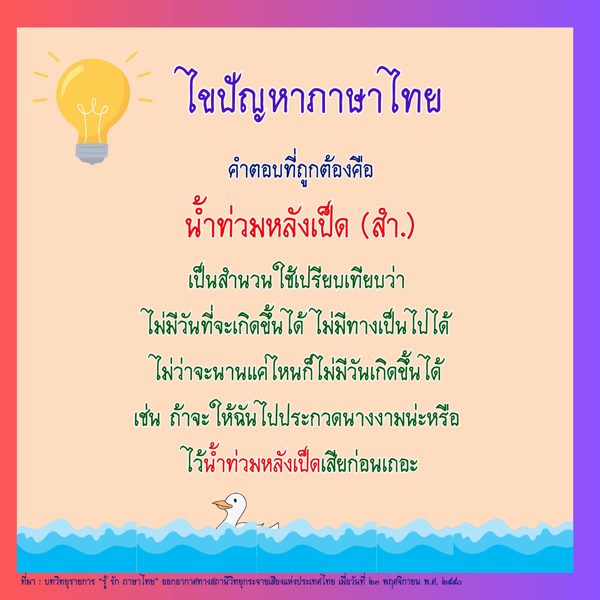 ไขปัญหาภาษาไทย
คำตอบที่ถูกต้องคือ
น้ำท่วมหลังเป็ด (สำ.)
เป็นสำนวนใช้เปรียบเทียบว่า
ไม่มีวันที่จะเกิดขึ้นได้ ไม่มีทางเป็นไปได้
ไม่ว่าจะนานแค่ไหนก็ไม่มีวันเกิดขึ้นได้
เช่น ถ้าจะให้ฉันไปประกวดนางงามน่ะหรือ
ไว้น้ำท่วมหลังเป็ดเสียก่อนเถอะ
ที่มา : บทวิทยุรายการ "รู้ รัก ภาษาไทย" ออกอากาศทางสถานีวิทยุกระจายเสียงแห่งประเทศไทย เมื่อวันที่ ๒๓ พฤศจิกายน พ.ศ. ๒๕๕๐